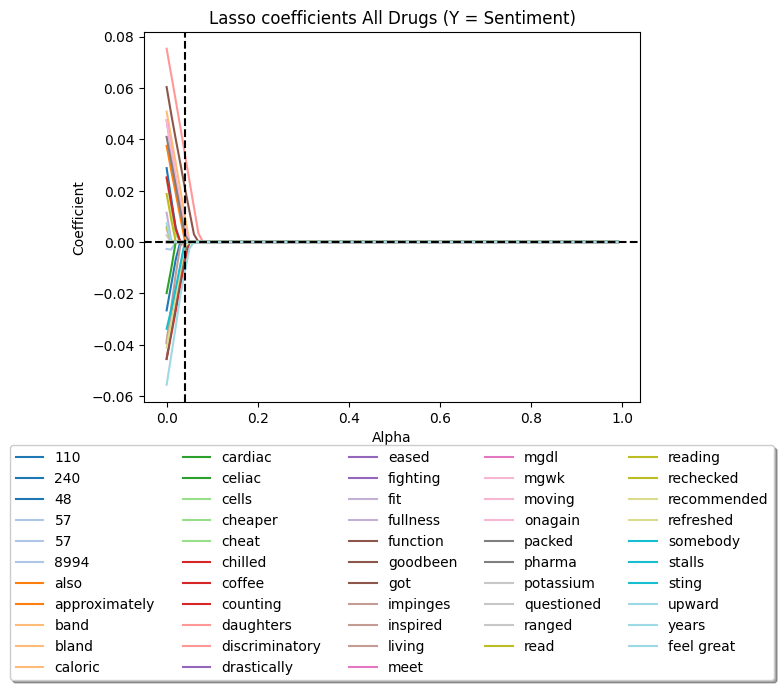 Lasso coefficients All Drugs (Y = Sentiment)
0.08
0.06
0.04
0.02
0.00
−0.02
−0.04
−0.06
Coefficient
0.0 0.2 0.4 0.6 0.8 1.0
Alpha
110 cardiac eased mgdl reading
240 celiac fighting mgwk rechecked
48 cells fit moving recommended
57 cheaper fullness onagain refreshed
57 cheat function packed somebody
8994 chilled goodbeen pharma stalls
also coffee got potassium sting
approximately counting impinges questioned upward
band daughters inspired ranged years
bland discriminatory living read feel great
caloric drastically meet